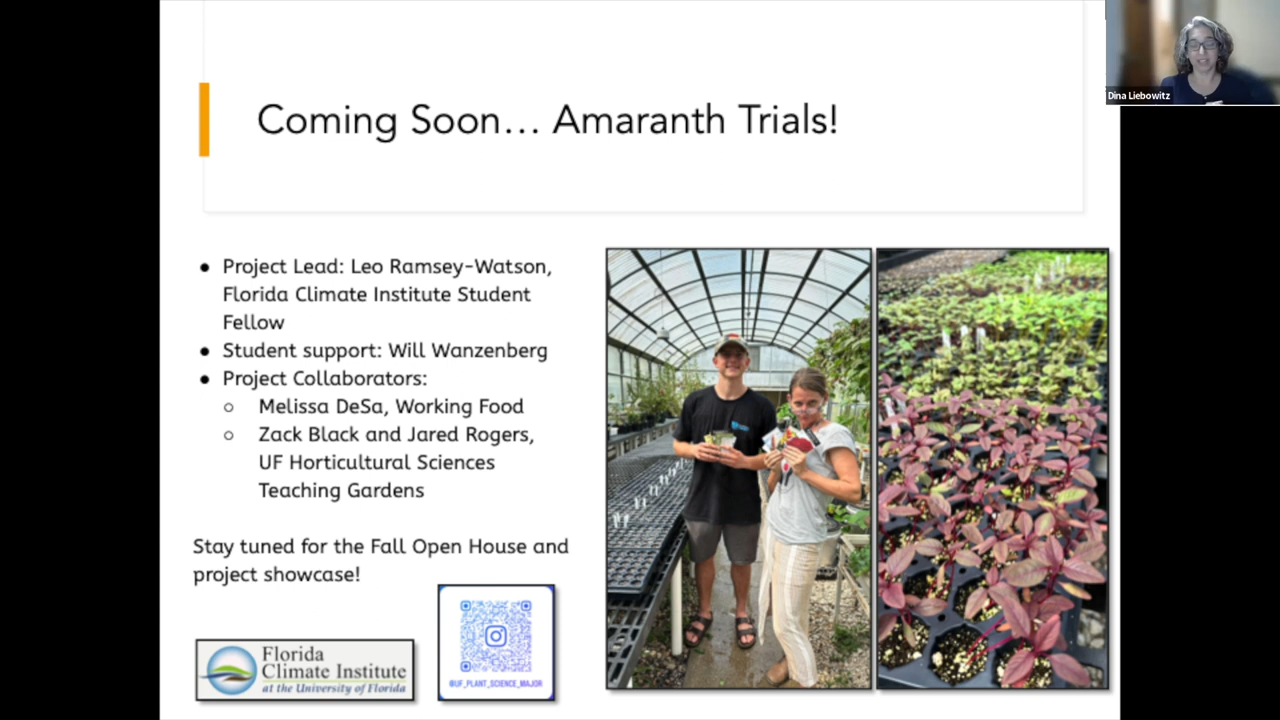 Coming Soon... Amaranth Trials!
Dina Liebowitz
● Project Lead: Leo Ramsey-Watson,
Florida Climate Institute Student
Fellow
● Student support: Will Wanzenberg
● Project Collaborators:
○ Melissa DeSa, Working Food
○ Zack Black and Jared Rogers,
UF Horticultural Sciences
Teaching Gardens
Stay tuned for the Fall Open House and
project showcase!
Florida
Climate Institute
at the University of Florida
@UF_PLANT_SCIENCE_MAJOR